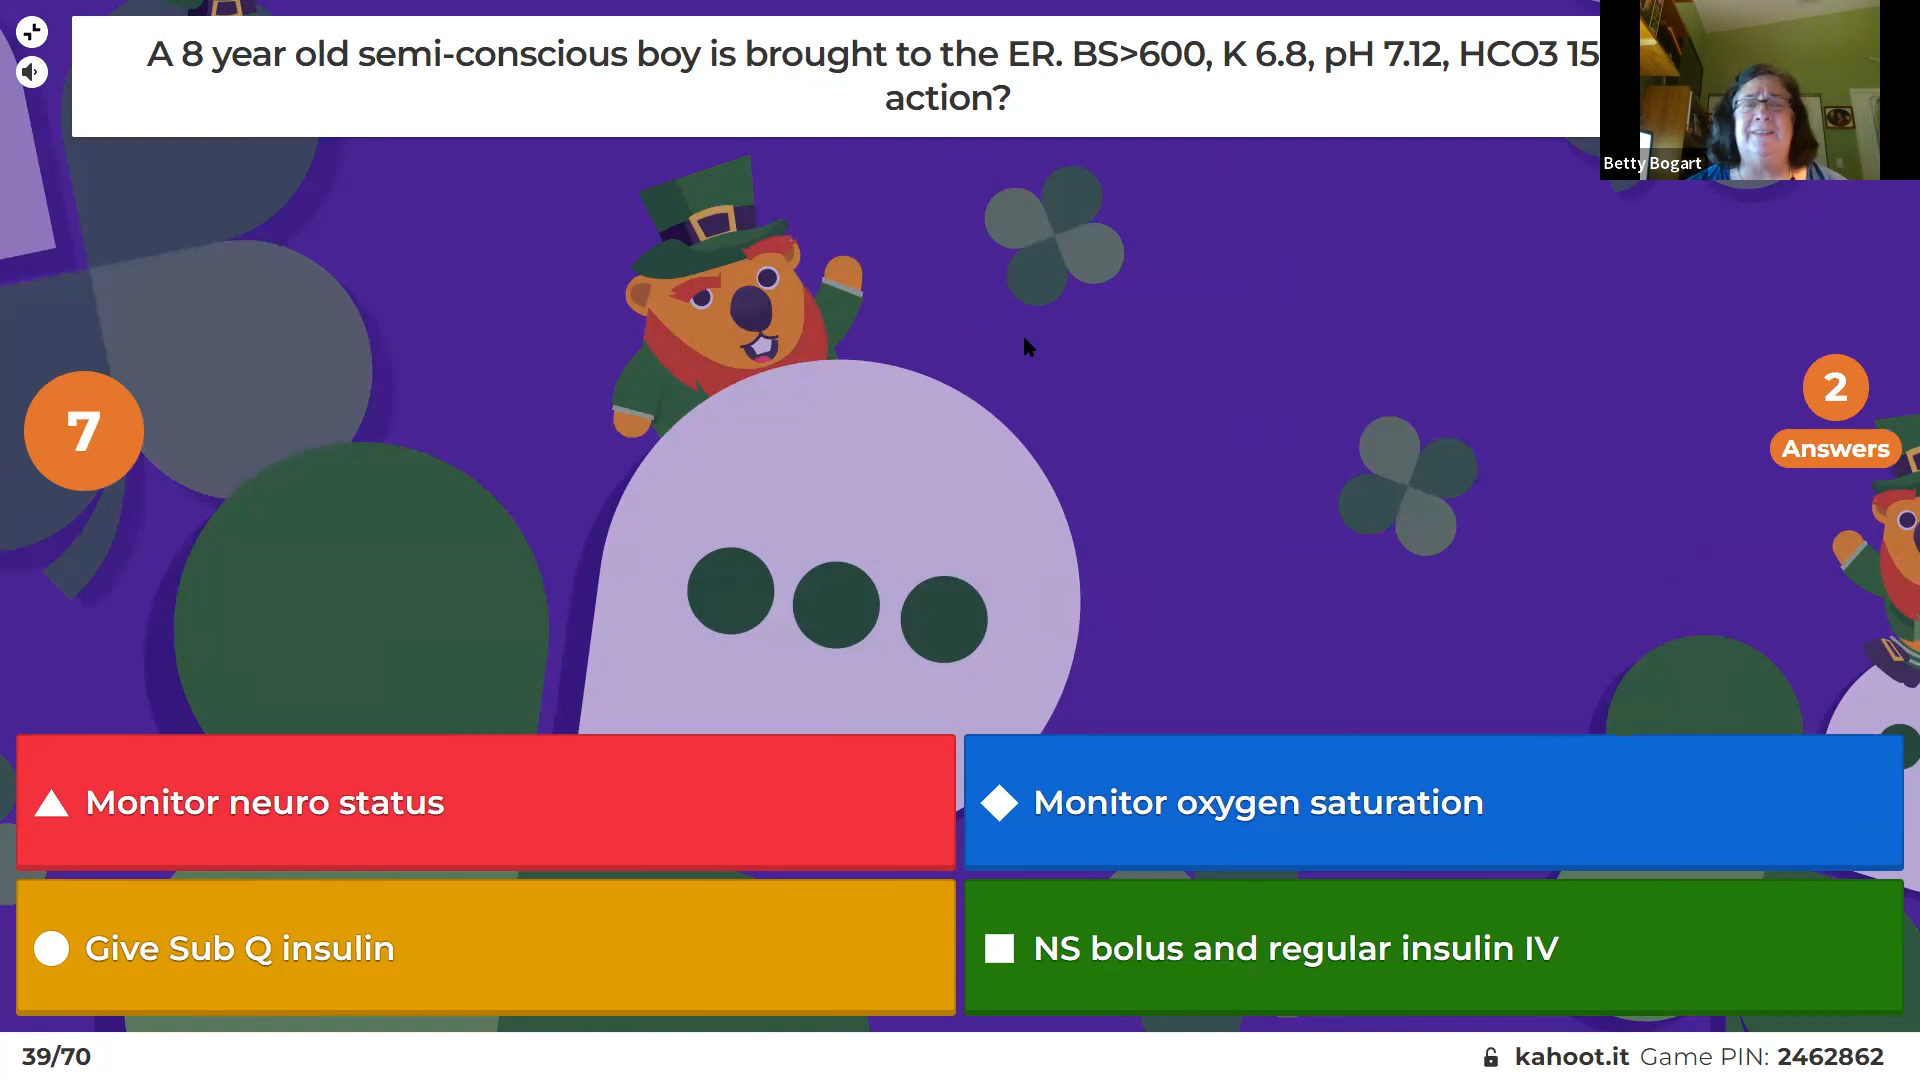 A 8 year old semi-conscious boy is brought to the ER. BS>600, K 6.8, pH 7.12, HCO3 15
action?
Betty Bogart
7
2
Answers
Monitor neuro status
Monitor oxygen saturation
Give Sub Q insulin
NS bolus and regular insulin IV
39/70
kahoot.it Game PIN: 2462862